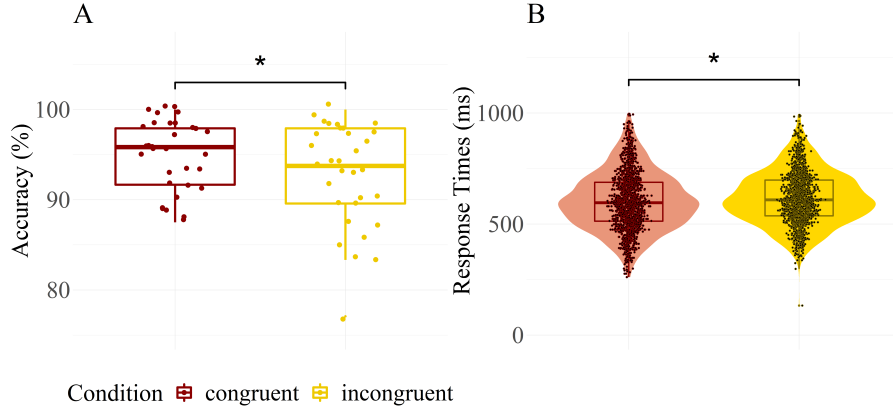 A
*
Accuracy (%)
100
90
80
B
*
Response Times (ms)
1000
500
0
Condition congruent incongruent